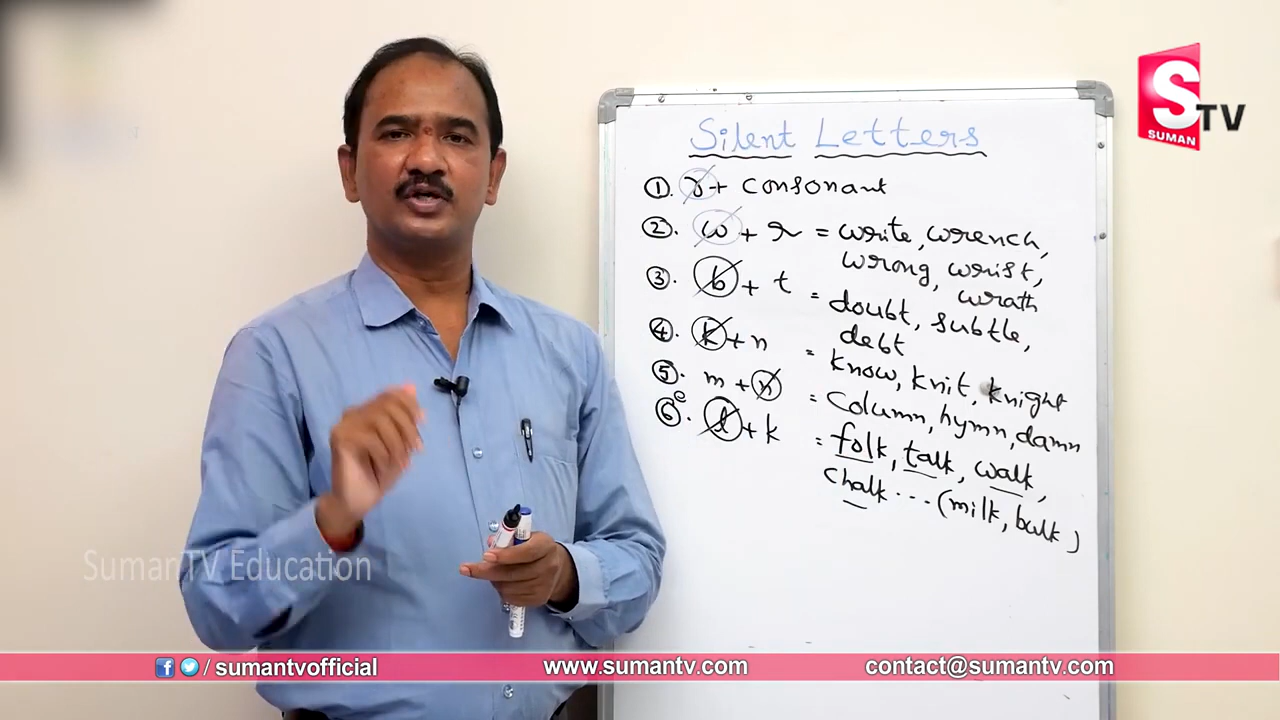 S
TV
SUMAN
Silent Letters
1. r + consonant
2. w + r = write, wrench,
wrong, wrist,
wrath
3. b + t = doubt, subtle,
debt
4. k + n = know, knit, knight
5. m + n = column, hymn, damn
6. l + k = folk, talk, walk,
chalk ... (milk, bulk)
SumanTV Education
/ sumantvofficial
www.sumantv.com
contact@sumantv.com